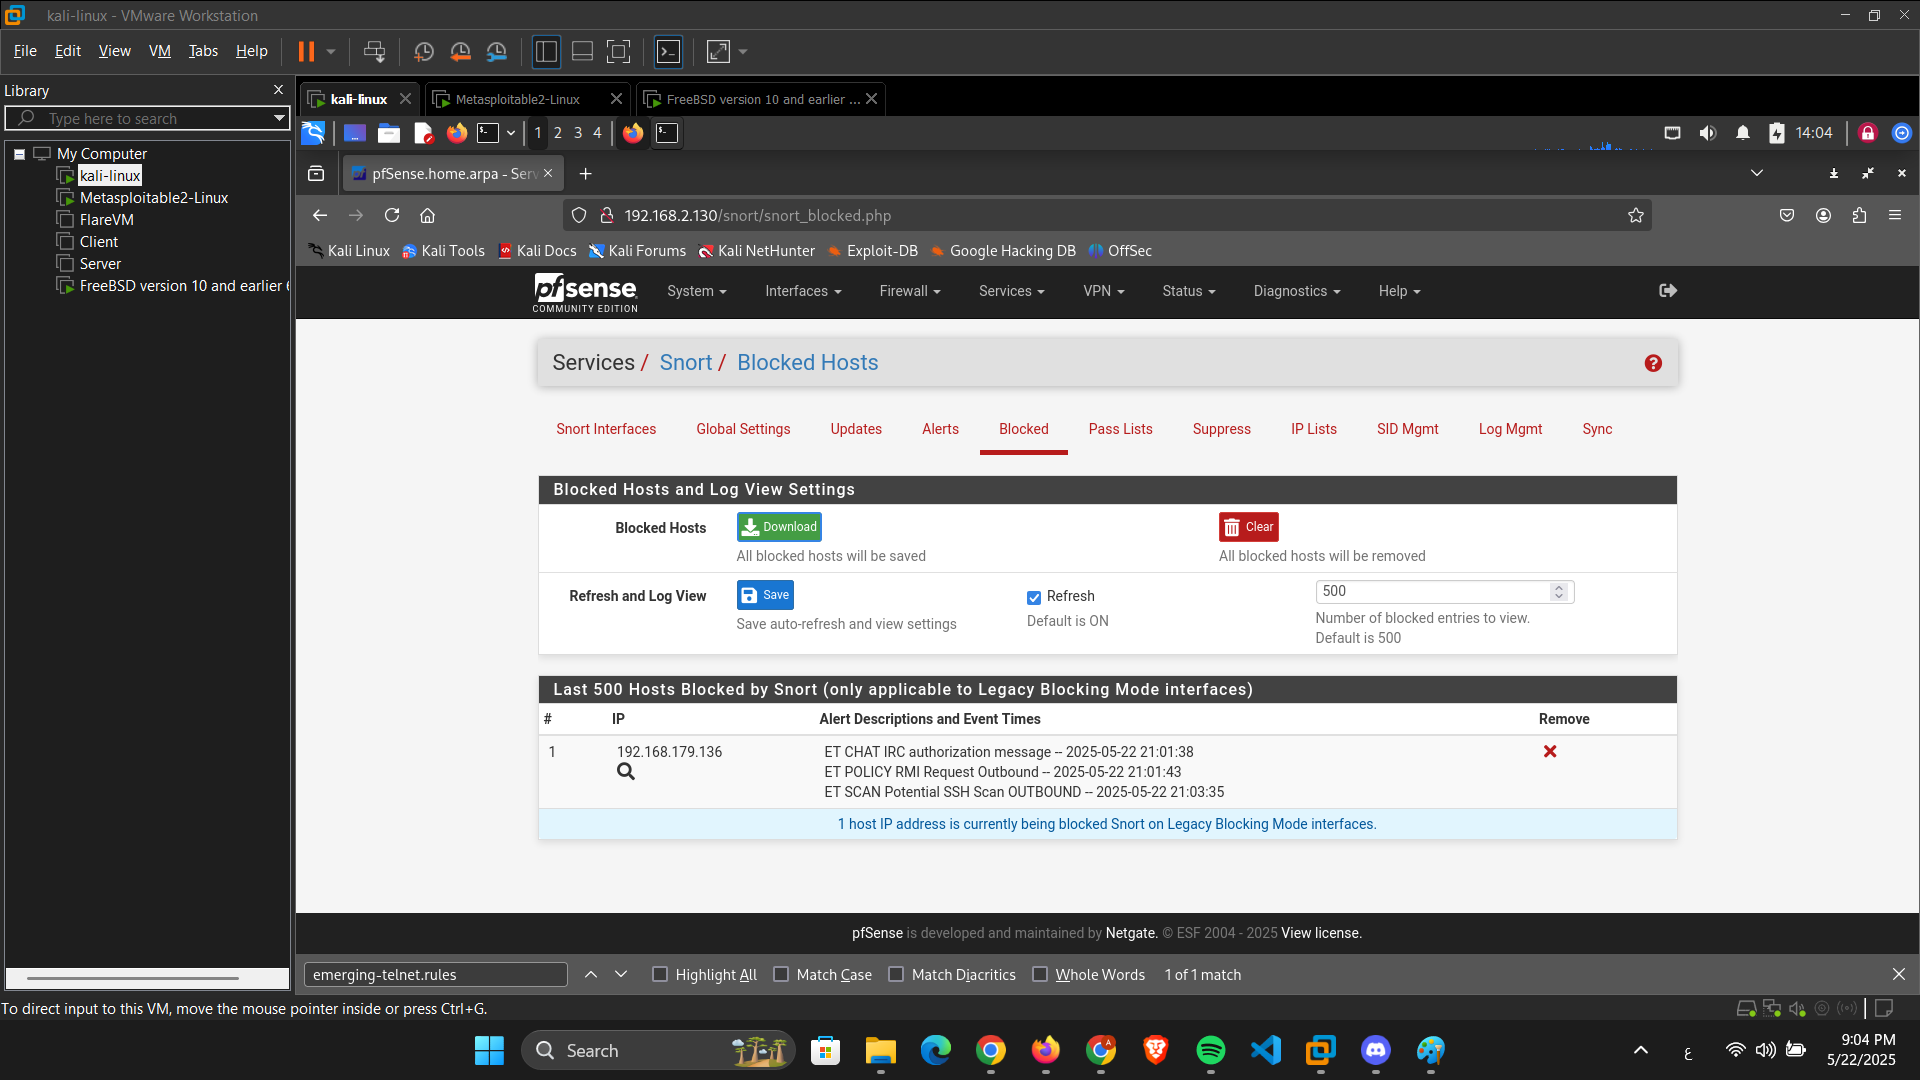 kali-linux - VMware Workstation
File Edit View VM Tabs Help
Library
Type here to search
My Computer
kali-linux
Metasploitable2-Linux
FlareVM
Client
Server
FreeBSD version 10 and earlier 6
kali-linux
Metasploitable2-Linux
FreeBSD version 10 and earlier ...
1 2 3 4
14:04
pfSense.home.arpa - Serv
192.168.2.130/snort/snort_blocked.php
Kali Linux Kali Tools Kali Docs Kali Forums Kali NetHunter Exploit-DB Google Hacking DB OffSec
pfsense
COMMUNITY EDITION
System Interfaces Firewall Services VPN Status Diagnostics Help
Services / Snort / Blocked Hosts
Snort Interfaces Global Settings Updates Alerts Blocked Pass Lists Suppress IP Lists SID Mgmt Log Mgmt Sync
Blocked Hosts and Log View Settings
Blocked Hosts Download Clear
All blocked hosts will be saved All blocked hosts will be removed
Refresh and Log View Save Refresh 500
Save auto-refresh and view settings Default is ON Number of blocked entries to view.
Default is 500
Last 500 Hosts Blocked by Snort (only applicable to Legacy Blocking Mode interfaces)
# IP Alert Descriptions and Event Times Remove
1 192.168.179.136 ET CHAT IRC authorization message -- 2025-05-22 21:01:38
ET POLICY RMI Request Outbound -- 2025-05-22 21:01:43
ET SCAN Potential SSH Scan OUTBOUND -- 2025-05-22 21:03:35
1 host IP address is currently being blocked Snort on Legacy Blocking Mode interfaces.
pfSense is developed and maintained by Netgate. © ESF 2004 - 2025 View license.
emerging-telnet.rules Highlight All Match Case Match Diacritics Whole Words 1 of 1 match
To direct input to this VM, move the mouse pointer inside or press Ctrl+G.
Search
ع
9:04 PM
5/22/2025